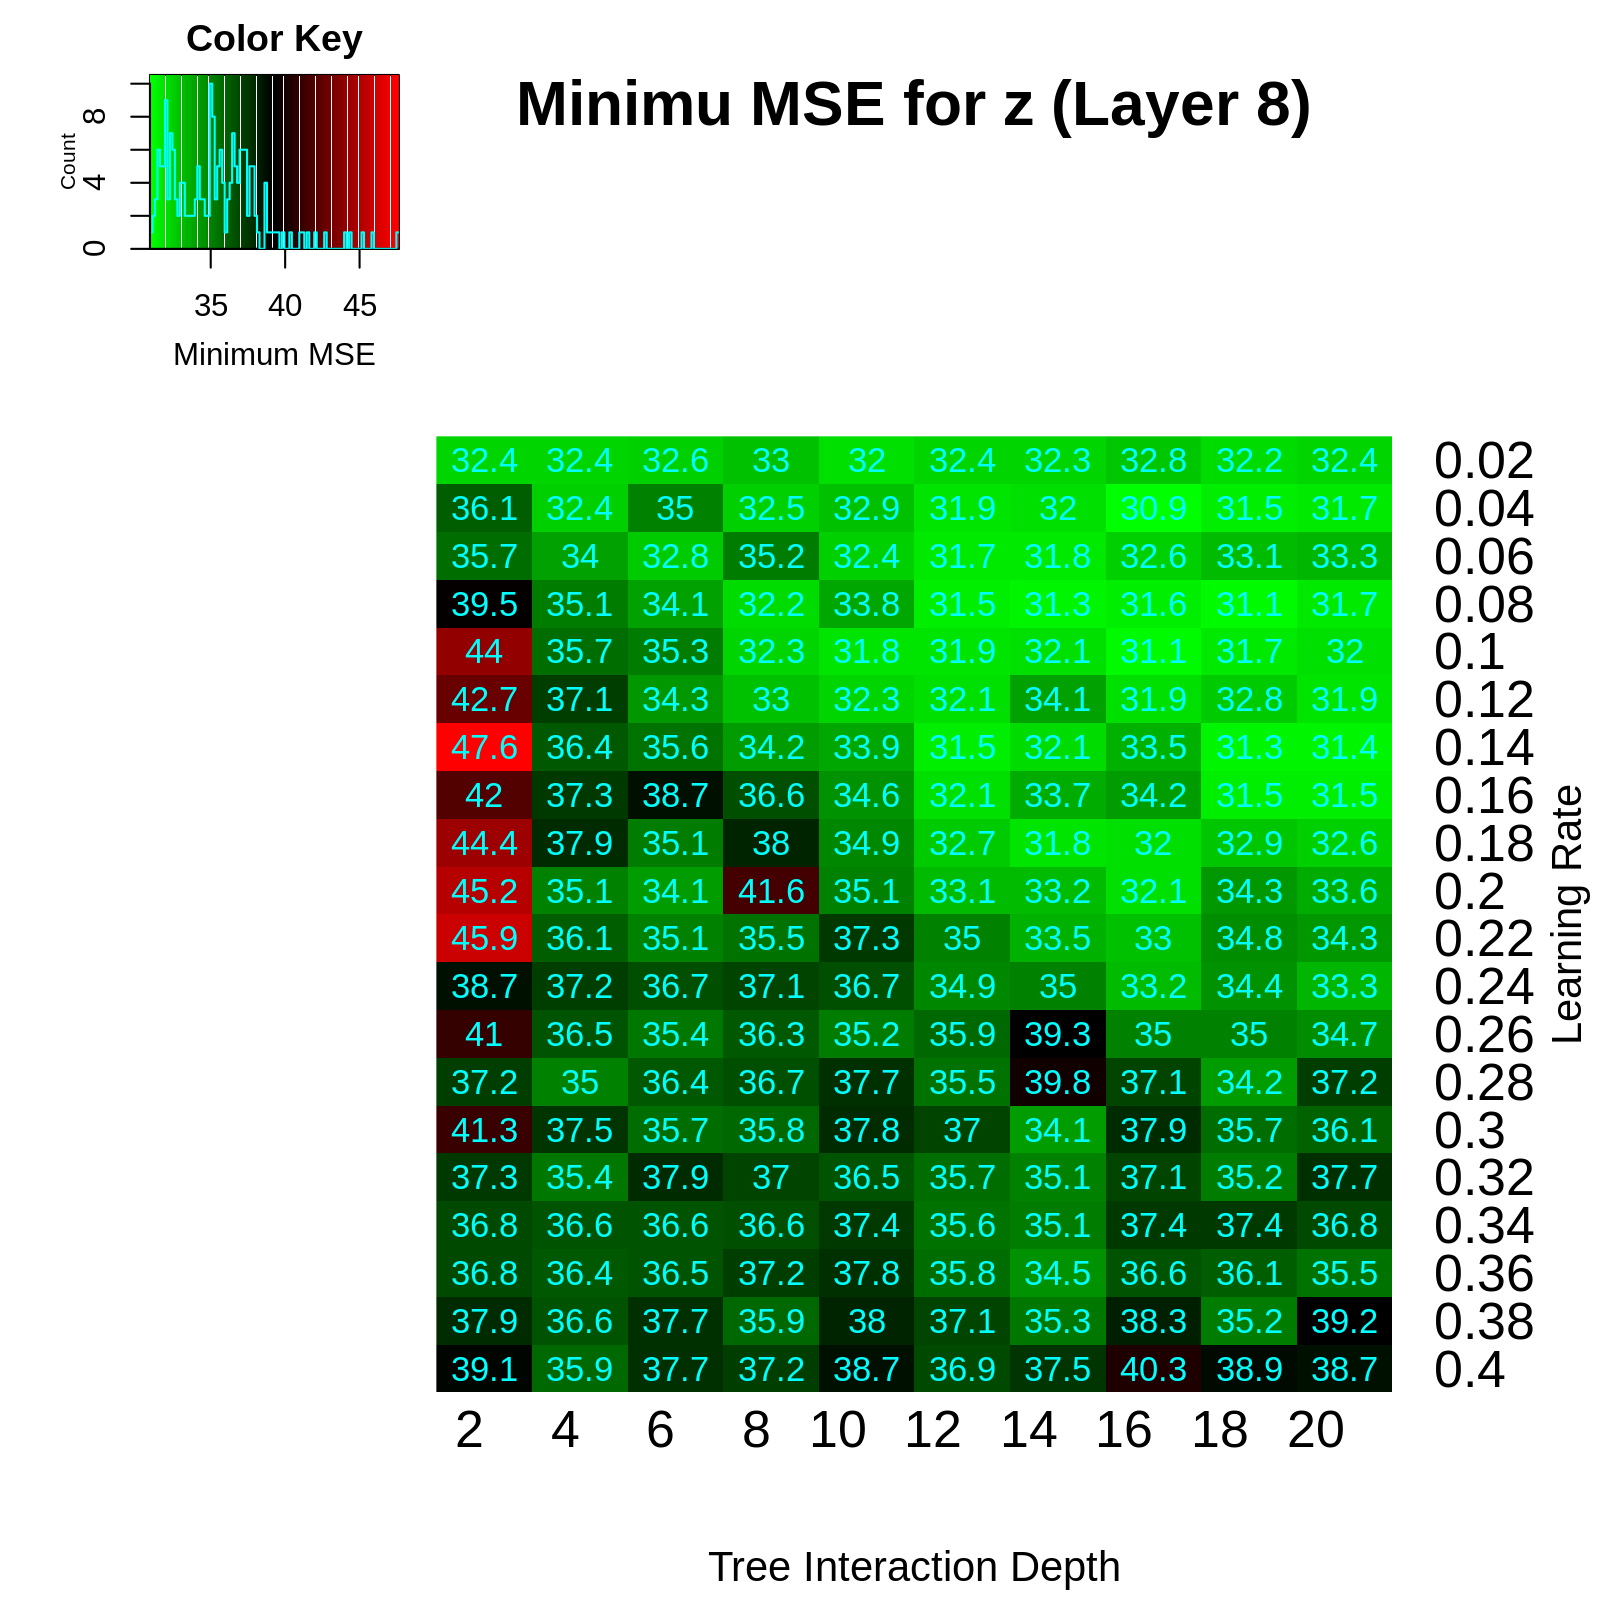 Color Key
Minimu MSE for z (Layer 8)
Count
0 4 8
35 40 45
Minimum MSE
32.4 32.4 32.6 33 32 32.4 32.3 32.8 32.2 32.4 0.02
36.1 32.4 35 32.5 32.9 31.9 32 30.9 31.5 31.7 0.04
35.7 34 32.8 35.2 32.4 31.7 31.8 32.6 33.1 33.3 0.06
39.5 35.1 34.1 32.2 33.8 31.5 31.3 31.6 31.1 31.7 0.08
44 35.7 35.3 32.3 31.8 31.9 32.1 31.1 31.7 32 0.1
42.7 37.1 34.3 33 32.3 32.1 34.1 31.9 32.8 31.9 0.12
47.6 36.4 35.6 34.2 33.9 31.5 32.1 33.5 31.3 31.4 0.14
42 37.3 38.7 36.6 34.6 32.1 33.7 34.2 31.5 31.5 0.16
44.4 37.9 35.1 38 34.9 32.7 31.8 32 32.9 32.6 0.18
45.2 35.1 34.1 41.6 35.1 33.1 33.2 32.1 34.3 33.6 0.2
45.9 36.1 35.1 35.5 37.3 35 33.5 33 34.8 34.3 0.22
38.7 37.2 36.7 37.1 36.7 34.9 35 33.2 34.4 33.3 0.24
41 36.5 35.4 36.3 35.2 35.9 39.3 35 35 34.7 0.26
37.2 35 36.4 36.7 37.7 35.5 39.8 37.1 34.2 37.2 0.28
41.3 37.5 35.7 35.8 37.8 37 34.1 37.9 35.7 36.1 0.3
37.3 35.4 37.9 37 36.5 35.7 35.1 37.1 35.2 37.7 0.32
36.8 36.6 36.6 36.6 37.4 35.6 35.1 37.4 37.4 36.8 0.34
36.8 36.4 36.5 37.2 37.8 35.8 34.5 36.6 36.1 35.5 0.36
37.9 36.6 37.7 35.9 38 37.1 35.3 38.3 35.2 39.2 0.38
39.1 35.9 37.7 37.2 38.7 36.9 37.5 40.3 38.9 38.7 0.4
Learning Rate
2 4 6 8 10 12 14 16 18 20
Tree Interaction Depth